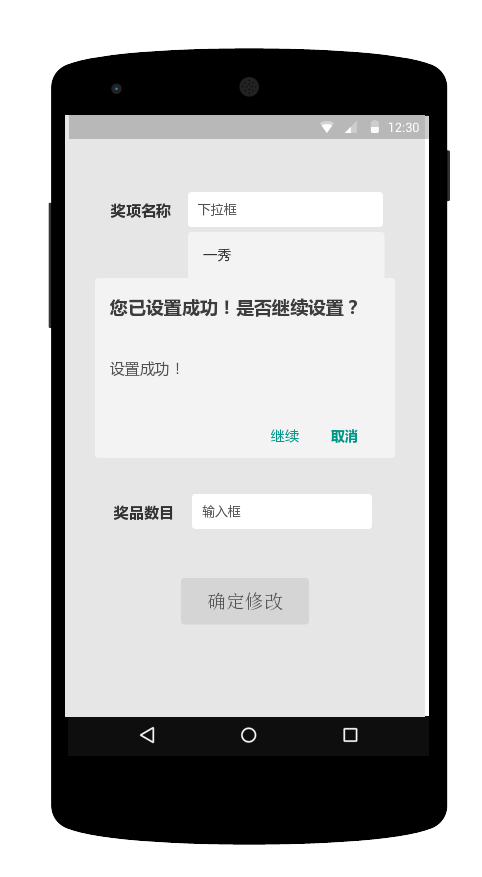 12:30
奖项名称 下拉框
一秀
您已设置成功！是否继续设置？
设置成功！
继续 取消
奖品数目 输入框
确定修改